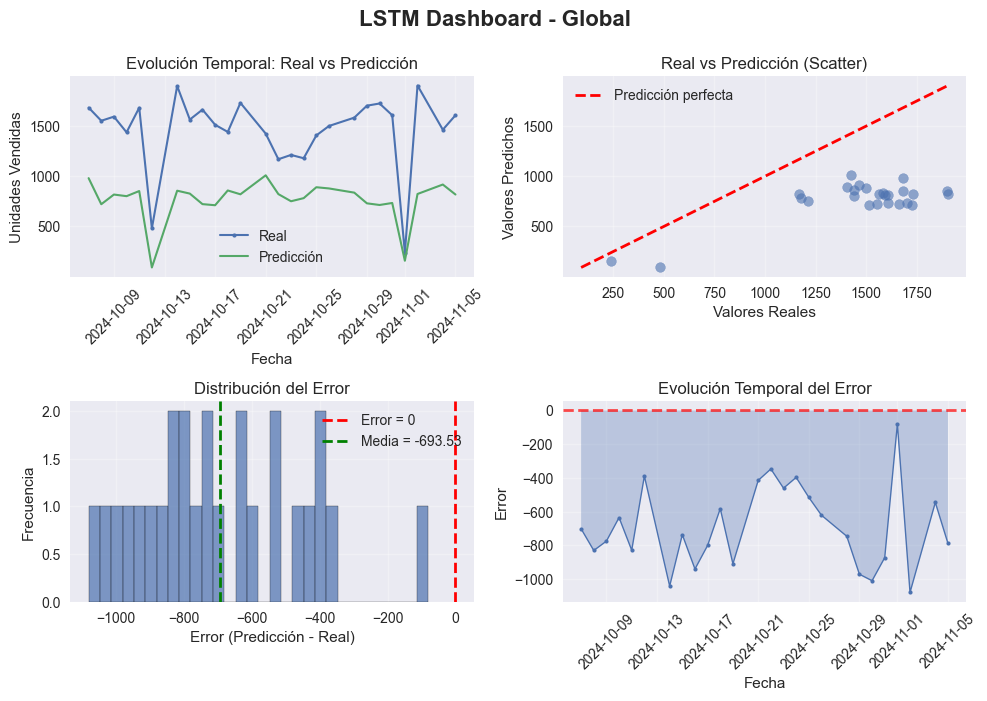 LSTM Dashboard - Global
Evolución Temporal: Real vs Predicción
Unidades Vendidas
1500
1000
500
Real
Predicción
2024-10-09
2024-10-13
2024-10-17
2024-10-21
2024-10-25
2024-10-29
2024-11-01
2024-11-05
Fecha
Real vs Predicción (Scatter)
Valores Predichos
1500
1000
500
Predicción perfecta
250
500
750
1000
1250
1500
1750
Valores Reales
Distribución del Error
Frecuencia
2.0
1.5
1.0
0.5
0.0
Error = 0
Media = -693.53
−1000
−800
−600
−400
−200
0
Error (Predicción - Real)
Evolución Temporal del Error
Error
0
−200
−400
−600
−800
−1000
2024-10-09
2024-10-13
2024-10-17
2024-10-21
2024-10-25
2024-10-29
2024-11-01
2024-11-05
Fecha